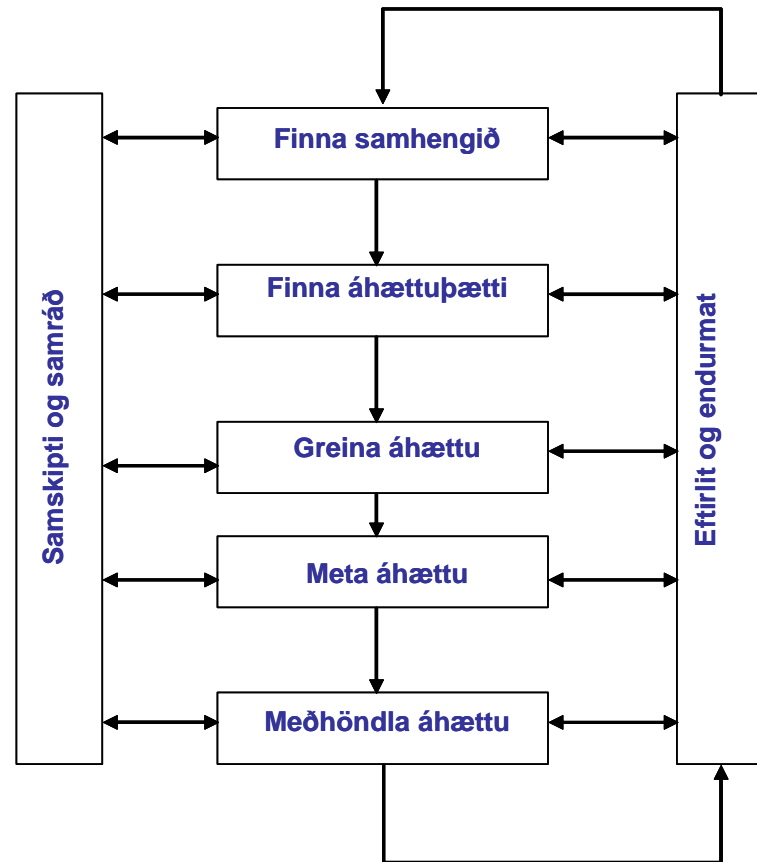 Samskipti og samráð
Finna samhengið
Finna áhættuþætti
Greina áhættu
Meta áhættu
Meðhöndla áhættu
Eftirlit og endurmat